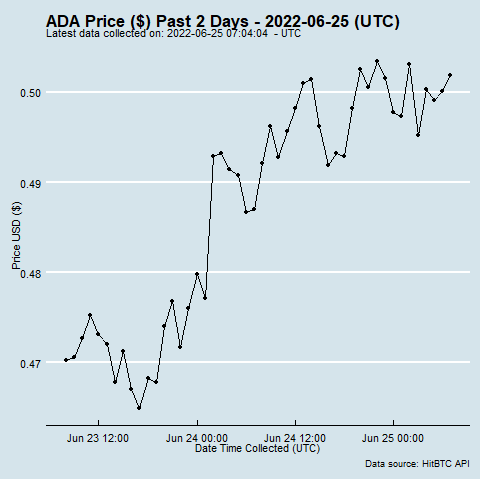 ADA Price ($) Past 2 Days - 2022-06-25 (UTC)
Latest data collected on: 2022-06-25 07:04:04 - UTC
Price USD ($)
0.50
0.49
0.48
0.47
Jun 23 12:00
Jun 24 00:00
Jun 24 12:00
Jun 25 00:00
Date Time Collected (UTC)
Data source: HitBTC API